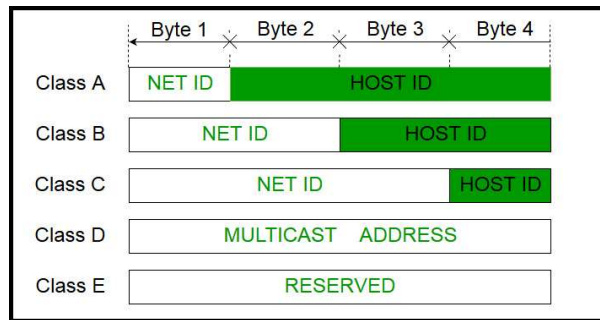 Byte 1 Byte 2 Byte 3 Byte 4
Class A NET ID HOST ID
Class B NET ID HOST ID
Class C NET ID HOST ID
Class D MULTICAST ADDRESS
Class E RESERVED